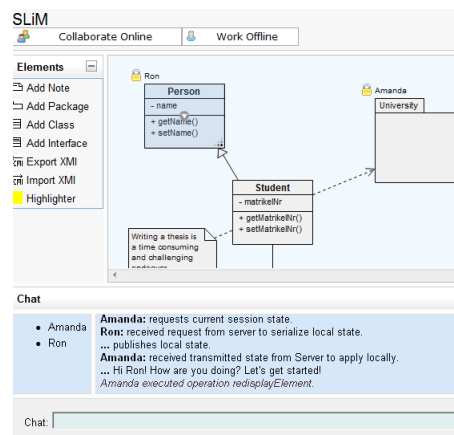 SLiM
Collaborate Online
Work Offline
Elements
Add Note
Add Package
Add Class
Add Interface
Export XMI
Import XMI
Highlighter
Ron
Person
- name
+ getName()
+ setName()
Amanda
University
Student
- matrikelNr
+ getMatrikelNr()
+ setMatrikelNr()
Writing a thesis is
a time consuming
and challenging
Chat
Amanda
Ron
Amanda: requests current session state.
Ron: received request from server to serialize local state.
... publishes local state.
Amanda: received transmitted state from Server to apply locally.
... Hi Ron! How are you doing? Let's get started!
Amanda executed operation redisplayElement.
Chat: